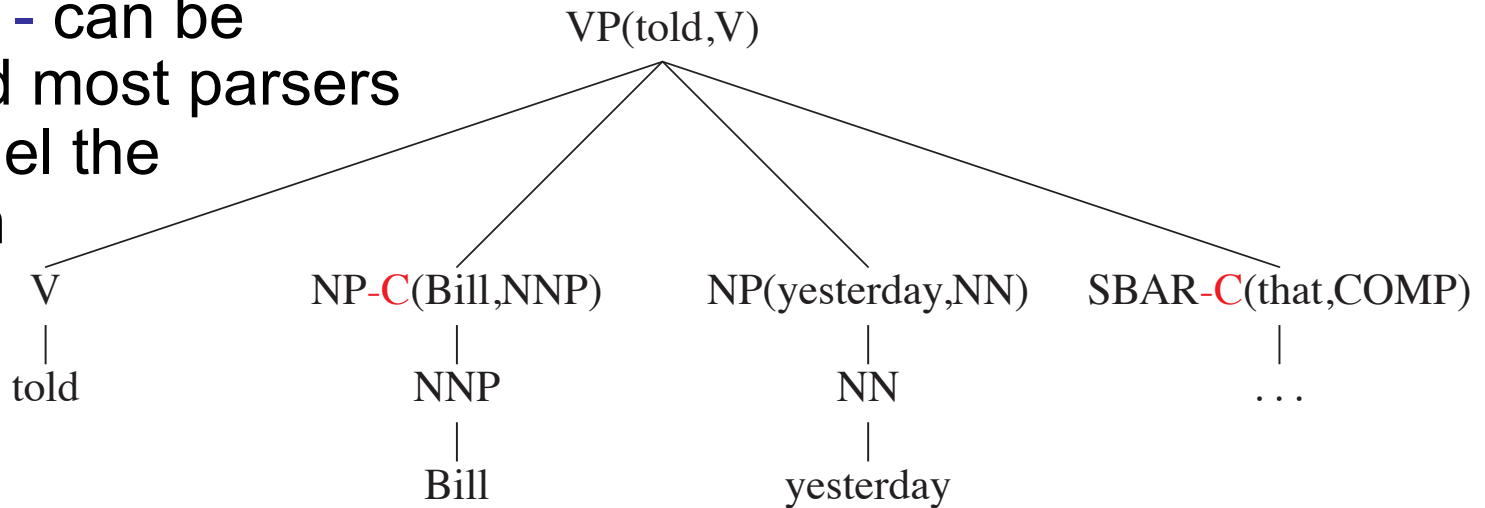 - can be
most parsers
the
VP(told,V)
V NP-C(Bill,NNP) NP(yesterday,NN) SBAR-C(that,COMP)
told NNP NN ...
Bill yesterday